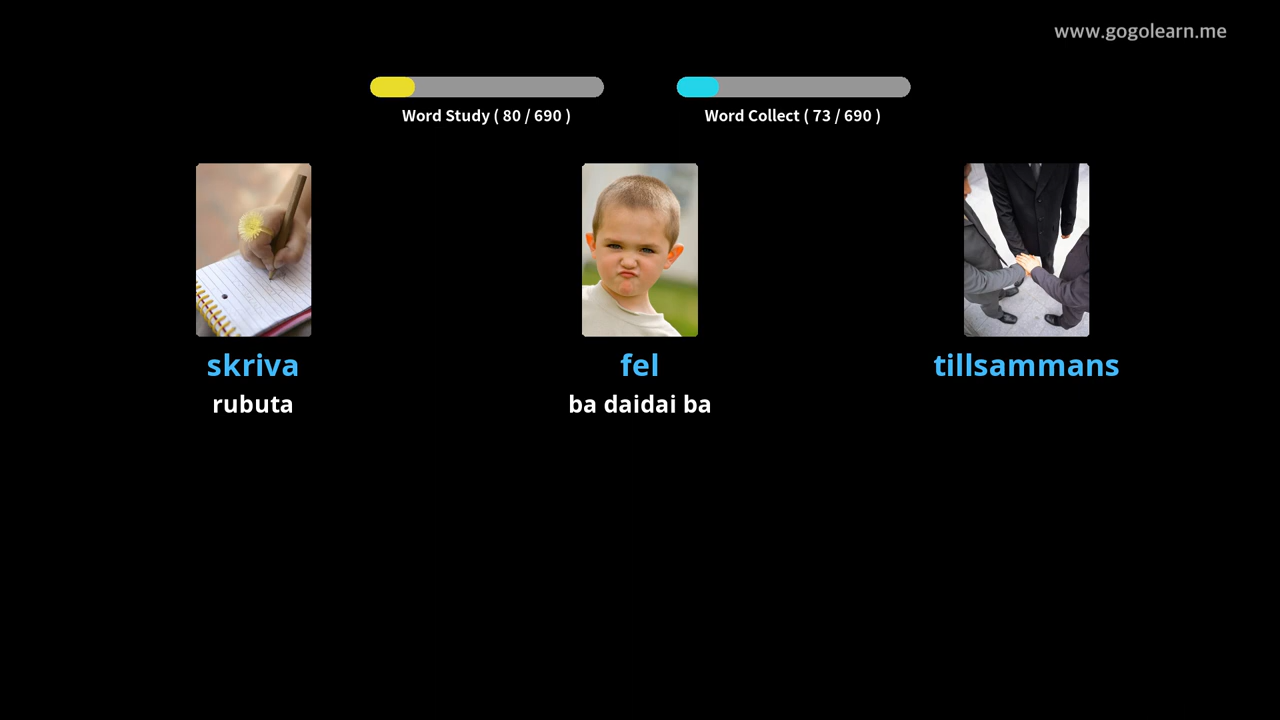 www.gogolearn.me
Word Study ( 80 / 690 )
Word Collect ( 73 / 690 )
skriva
rubuta
fel
ba daidai ba
tillsammans